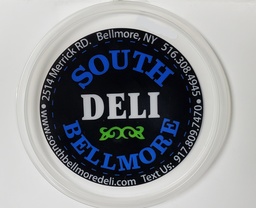 2514 Merrick RD. Bellmore, NY 516.308.4945
SOUTH
DELI
BELLMORE
www.southbellmoredeli.com Text Us: 917.809.7470